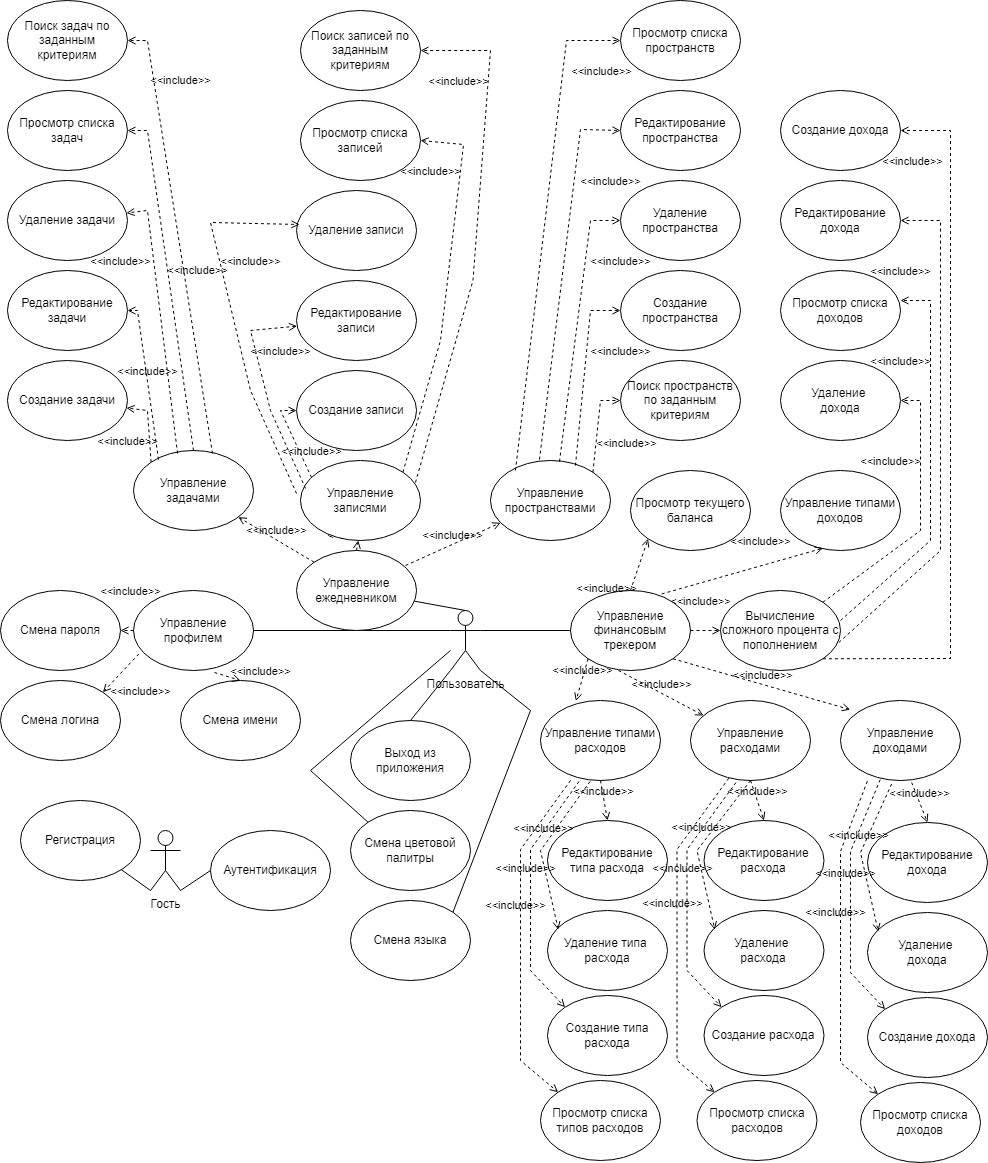 Поиск задач по
заданным
критериям
<<include>>
Просмотр списка
задач
Удаление задачи
<<include>>
<<include>>
Редактирование
задачи
<<include>>
Создание задачи
<<include>>
Управление
задачами
Поиск записей по
заданным
критериям
<<include>>
Просмотр списка
записей
<<include>>
Удаление записи
<<include>>
Редактирование
записи
<<include>>
Создание записи
<<include>>
Управление
записями
Просмотр списка
пространств
<<include>>
Редактирование
пространства
<<include>>
Удаление
пространства
<<include>>
Создание
пространства
<<include>>
Поиск пространств
по заданным
критериям
<<include>>
Управление
пространствами
Создание дохода
<<include>>
Редактирование
дохода
<<include>>
Просмотр списка
доходов
<<include>>
Удаление
дохода
<<include>>
Просмотр текущего
баланса
Управление типами
доходов
<<include>>
<<include>>
<<include>>
Управление
ежедневником
<<include>>
<<include>>
<<include>>
Смена пароля
Управление
профилем
Управление
финансовым
трекером
Вычисление
сложного процента с
пополнением
<<include>>
<<include>>
Смена логина
Смена имени
Пользователь
<<include>>
<<include>>
<<include>>
Выход из
приложения
Управление типами
расходов
Управление
расходами
Управление
доходами
<<include>>
<<include>>
<<include>>
Регистрация
Гость
Аутентификация
Смена цветовой
палитры
Смена языка
<<include>>
<<include>>
<<include>>
Редактирование
типа расхода
Удаление типа
расхода
Создание типа
расхода
Просмотр списка
типов расходов
<<include>>
<<include>>
<<include>>
Редактирование
расхода
Удаление
расхода
Создание расхода
Просмотр списка
расходов
<<include>>
<<include>>
<<include>>
Редактирование
дохода
Удаление
дохода
Создание дохода
Просмотр списка
доходов